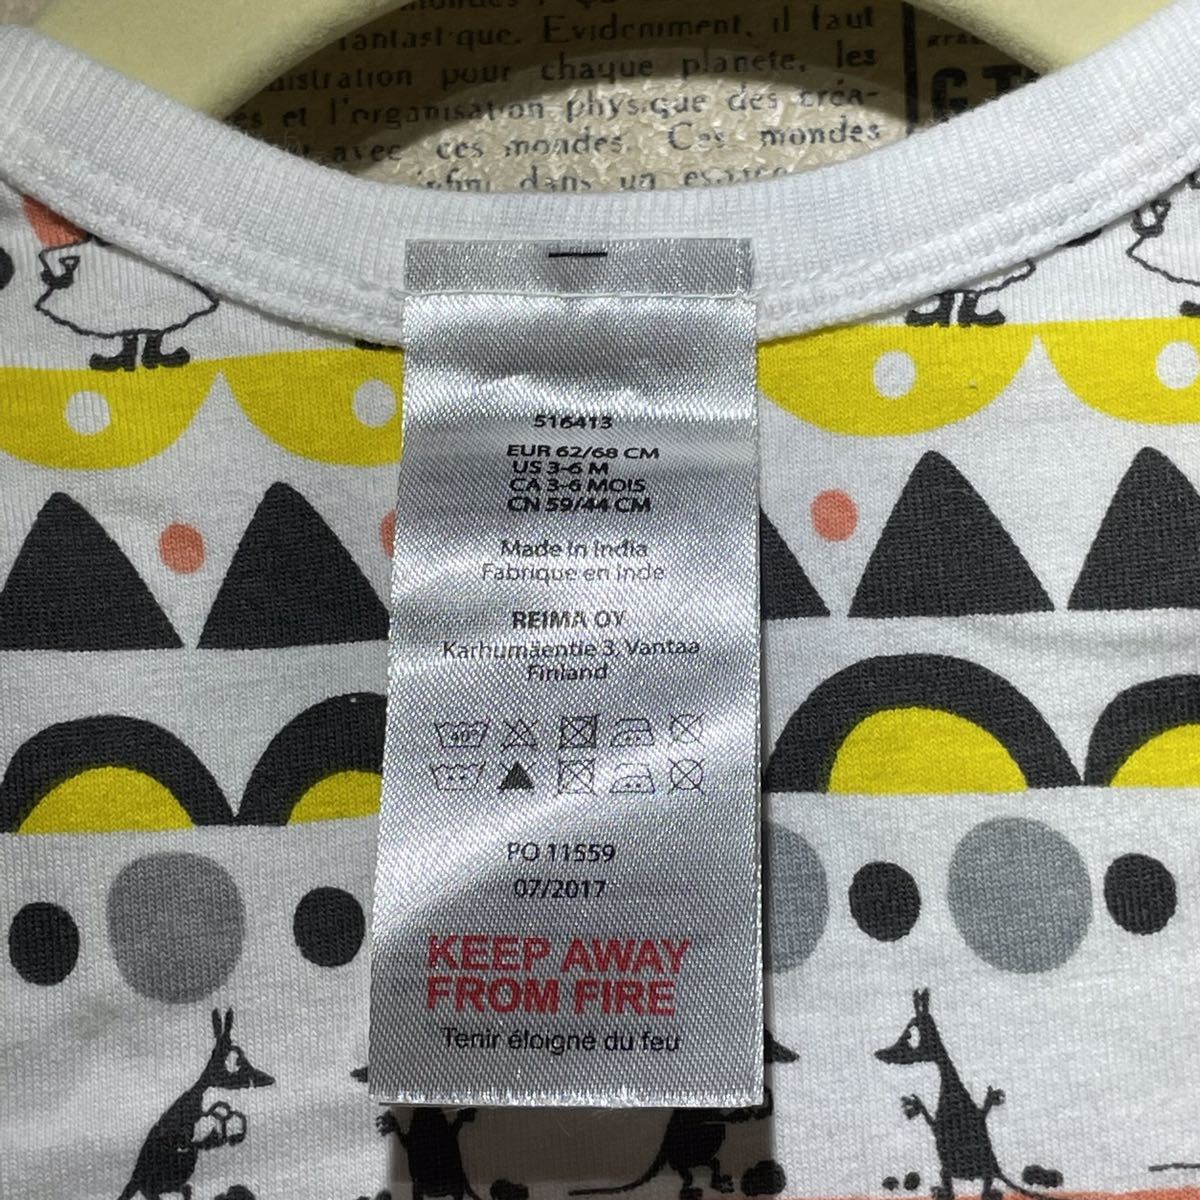 fantastique. Evidemment, il faut
pour chaque planete, les
et l'organisation physique des créa-
avec ces mondes. Ces mondes
dans un
516413
EUR 62/68 CM
US 3-6 M
CA 3-6 MOIS
CN 59/44 CM
Made in India
Fabrique en Inde
REIMA OY
Karhumäentie 3, Vantaa
Finland
40°
PO 11559
07/2017
KEEP AWAY
FROM FIRE
Tenir éloigné du feu